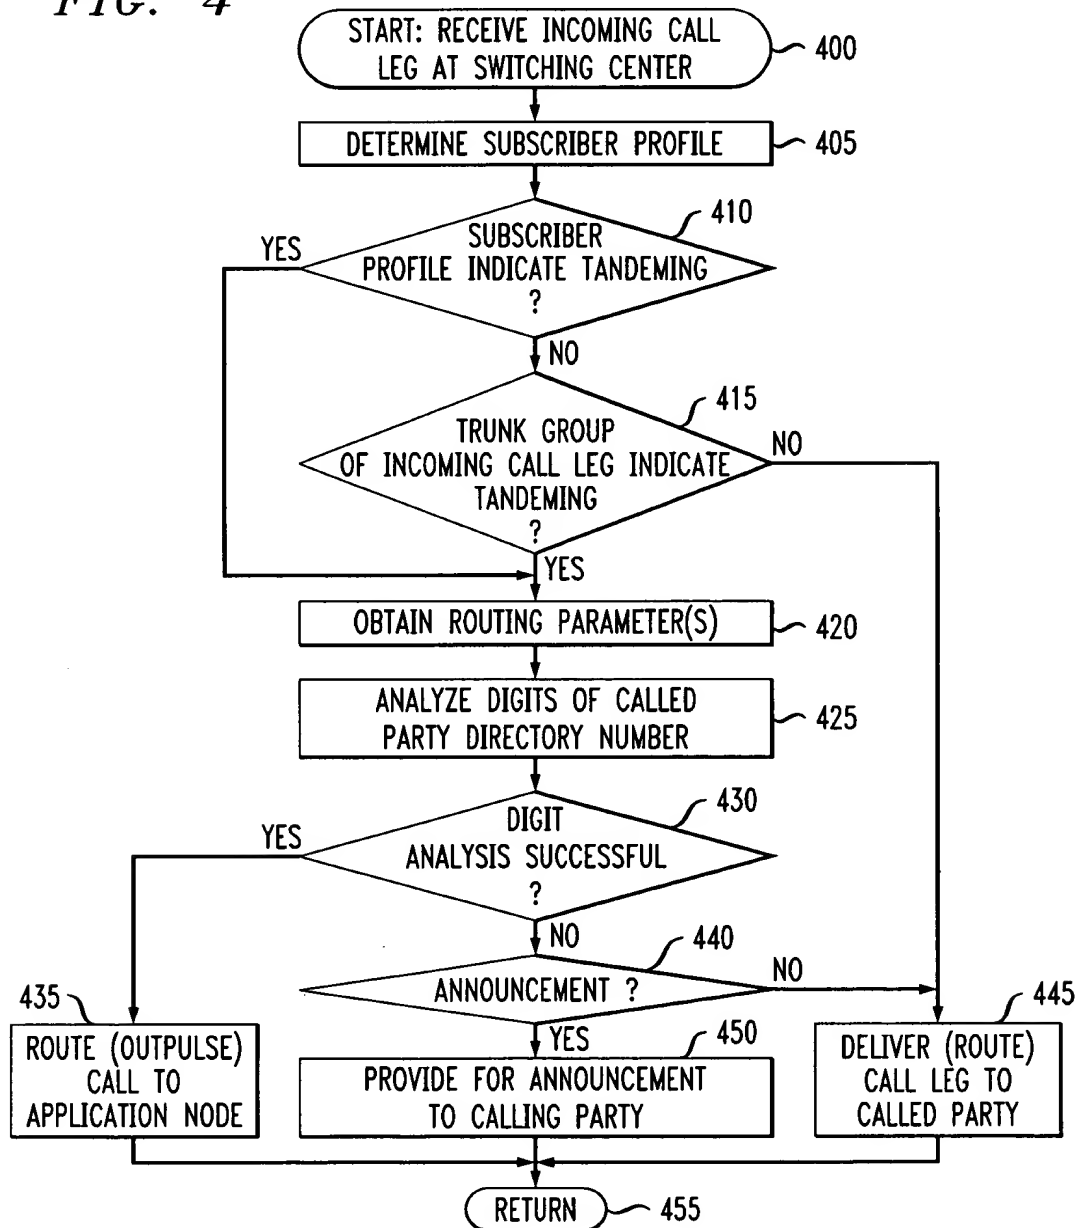 FIG. 4
START: RECEIVE INCOMING CALL
LEG AT SWITCHING CENTER
400
DETERMINE SUBSCRIBER PROFILE
405
410
SUBSCRIBER
PROFILE INDICATE TANDEMING
?
YES
NO
415
TRUNK GROUP
OF INCOMING CALL LEG INDICATE
TANDEMING
?
NO
YES
OBTAIN ROUTING PARAMETER(S)
420
ANALYZE DIGITS OF CALLED
PARTY DIRECTORY NUMBER
425
430
DIGIT
ANALYSIS SUCCESSFUL
?
YES
NO
440
ANNOUNCEMENT ?
NO
YES
435
ROUTE (OUTPULSE)
CALL TO
APPLICATION NODE
450
PROVIDE FOR ANNOUNCEMENT
TO CALLING PARTY
445
DELIVER (ROUTE)
CALL LEG TO
CALLED PARTY
RETURN
455